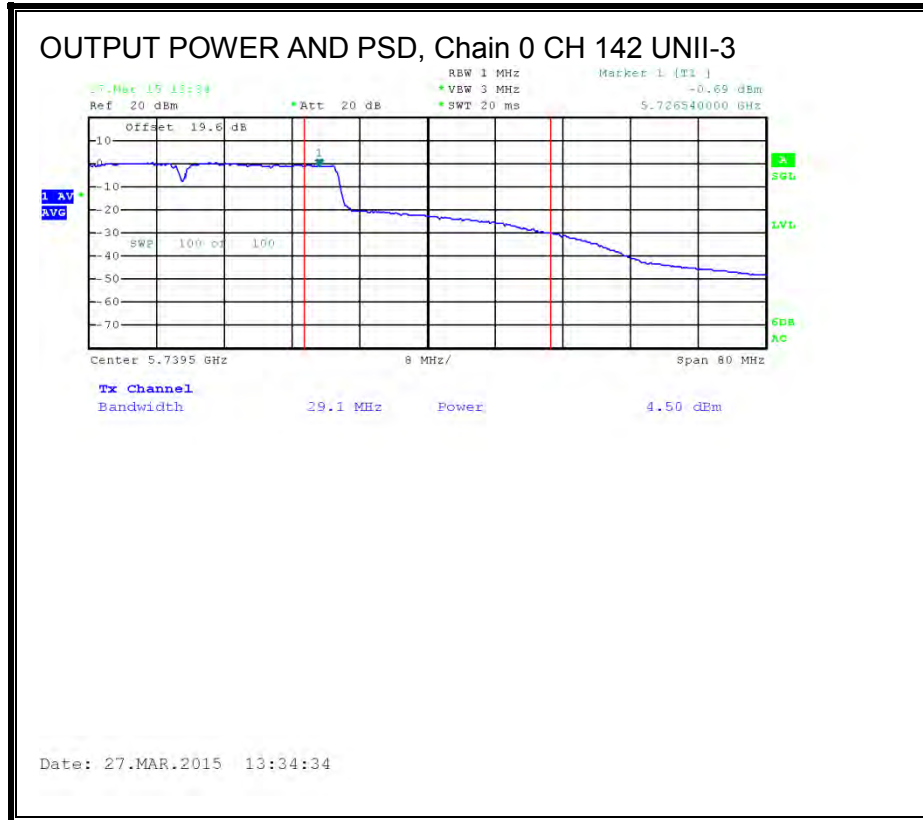 OUTPUT POWER AND PSD, Chain 0 CH 142 UNII-3
RBW 1 MHz Marker 1 [T1 ]
27.Mar 15 13:34 *VBW 3 MHz -0.69 dBm
Ref 20 dBm *Att 20 dB *SWT 20 ms 5.726540000 GHz
Offset 19.6 dB
10
1
0
A
SGL
-10
1 AV *
AVG
-20
LVL
-30
SWP 100 of 100
-40
-50
-60
-70
6DB
AC
Center 5.7395 GHz 8 MHz/ Span 80 MHz
Tx Channel
Bandwidth 29.1 MHz Power 4.50 dBm
Date: 27.MAR.2015 13:34:34